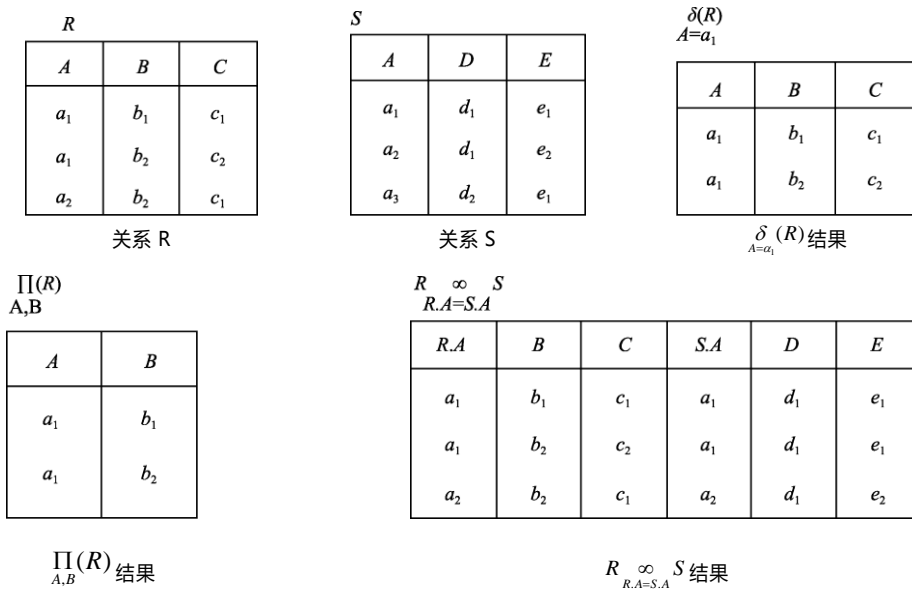 R
A B C
a₁ b₁ c₁
a₁ b₂ c₂
a₂ b₂ c₁
关系 R
S
A D E
a₁ d₁ e₁
a₂ d₁ e₂
a₃ d₂ e₁
关系 S
δ(R)
A=a₁
A B C
a₁ b₁ c₁
a₁ b₂ c₂
δ(R) 结果
A=α₁
∏(R)
A,B
A B
a₁ b₁
a₁ b₂
∏(R) 结果
A,B
R ∞ S
R.A=S.A
R.A B C S.A D E
a₁ b₁ c₁ a₁ d₁ e₁
a₁ b₂ c₂ a₁ d₁ e₁
a₂ b₂ c₁ a₂ d₁ e₂
R ∞ S 结果
R.A=S.A